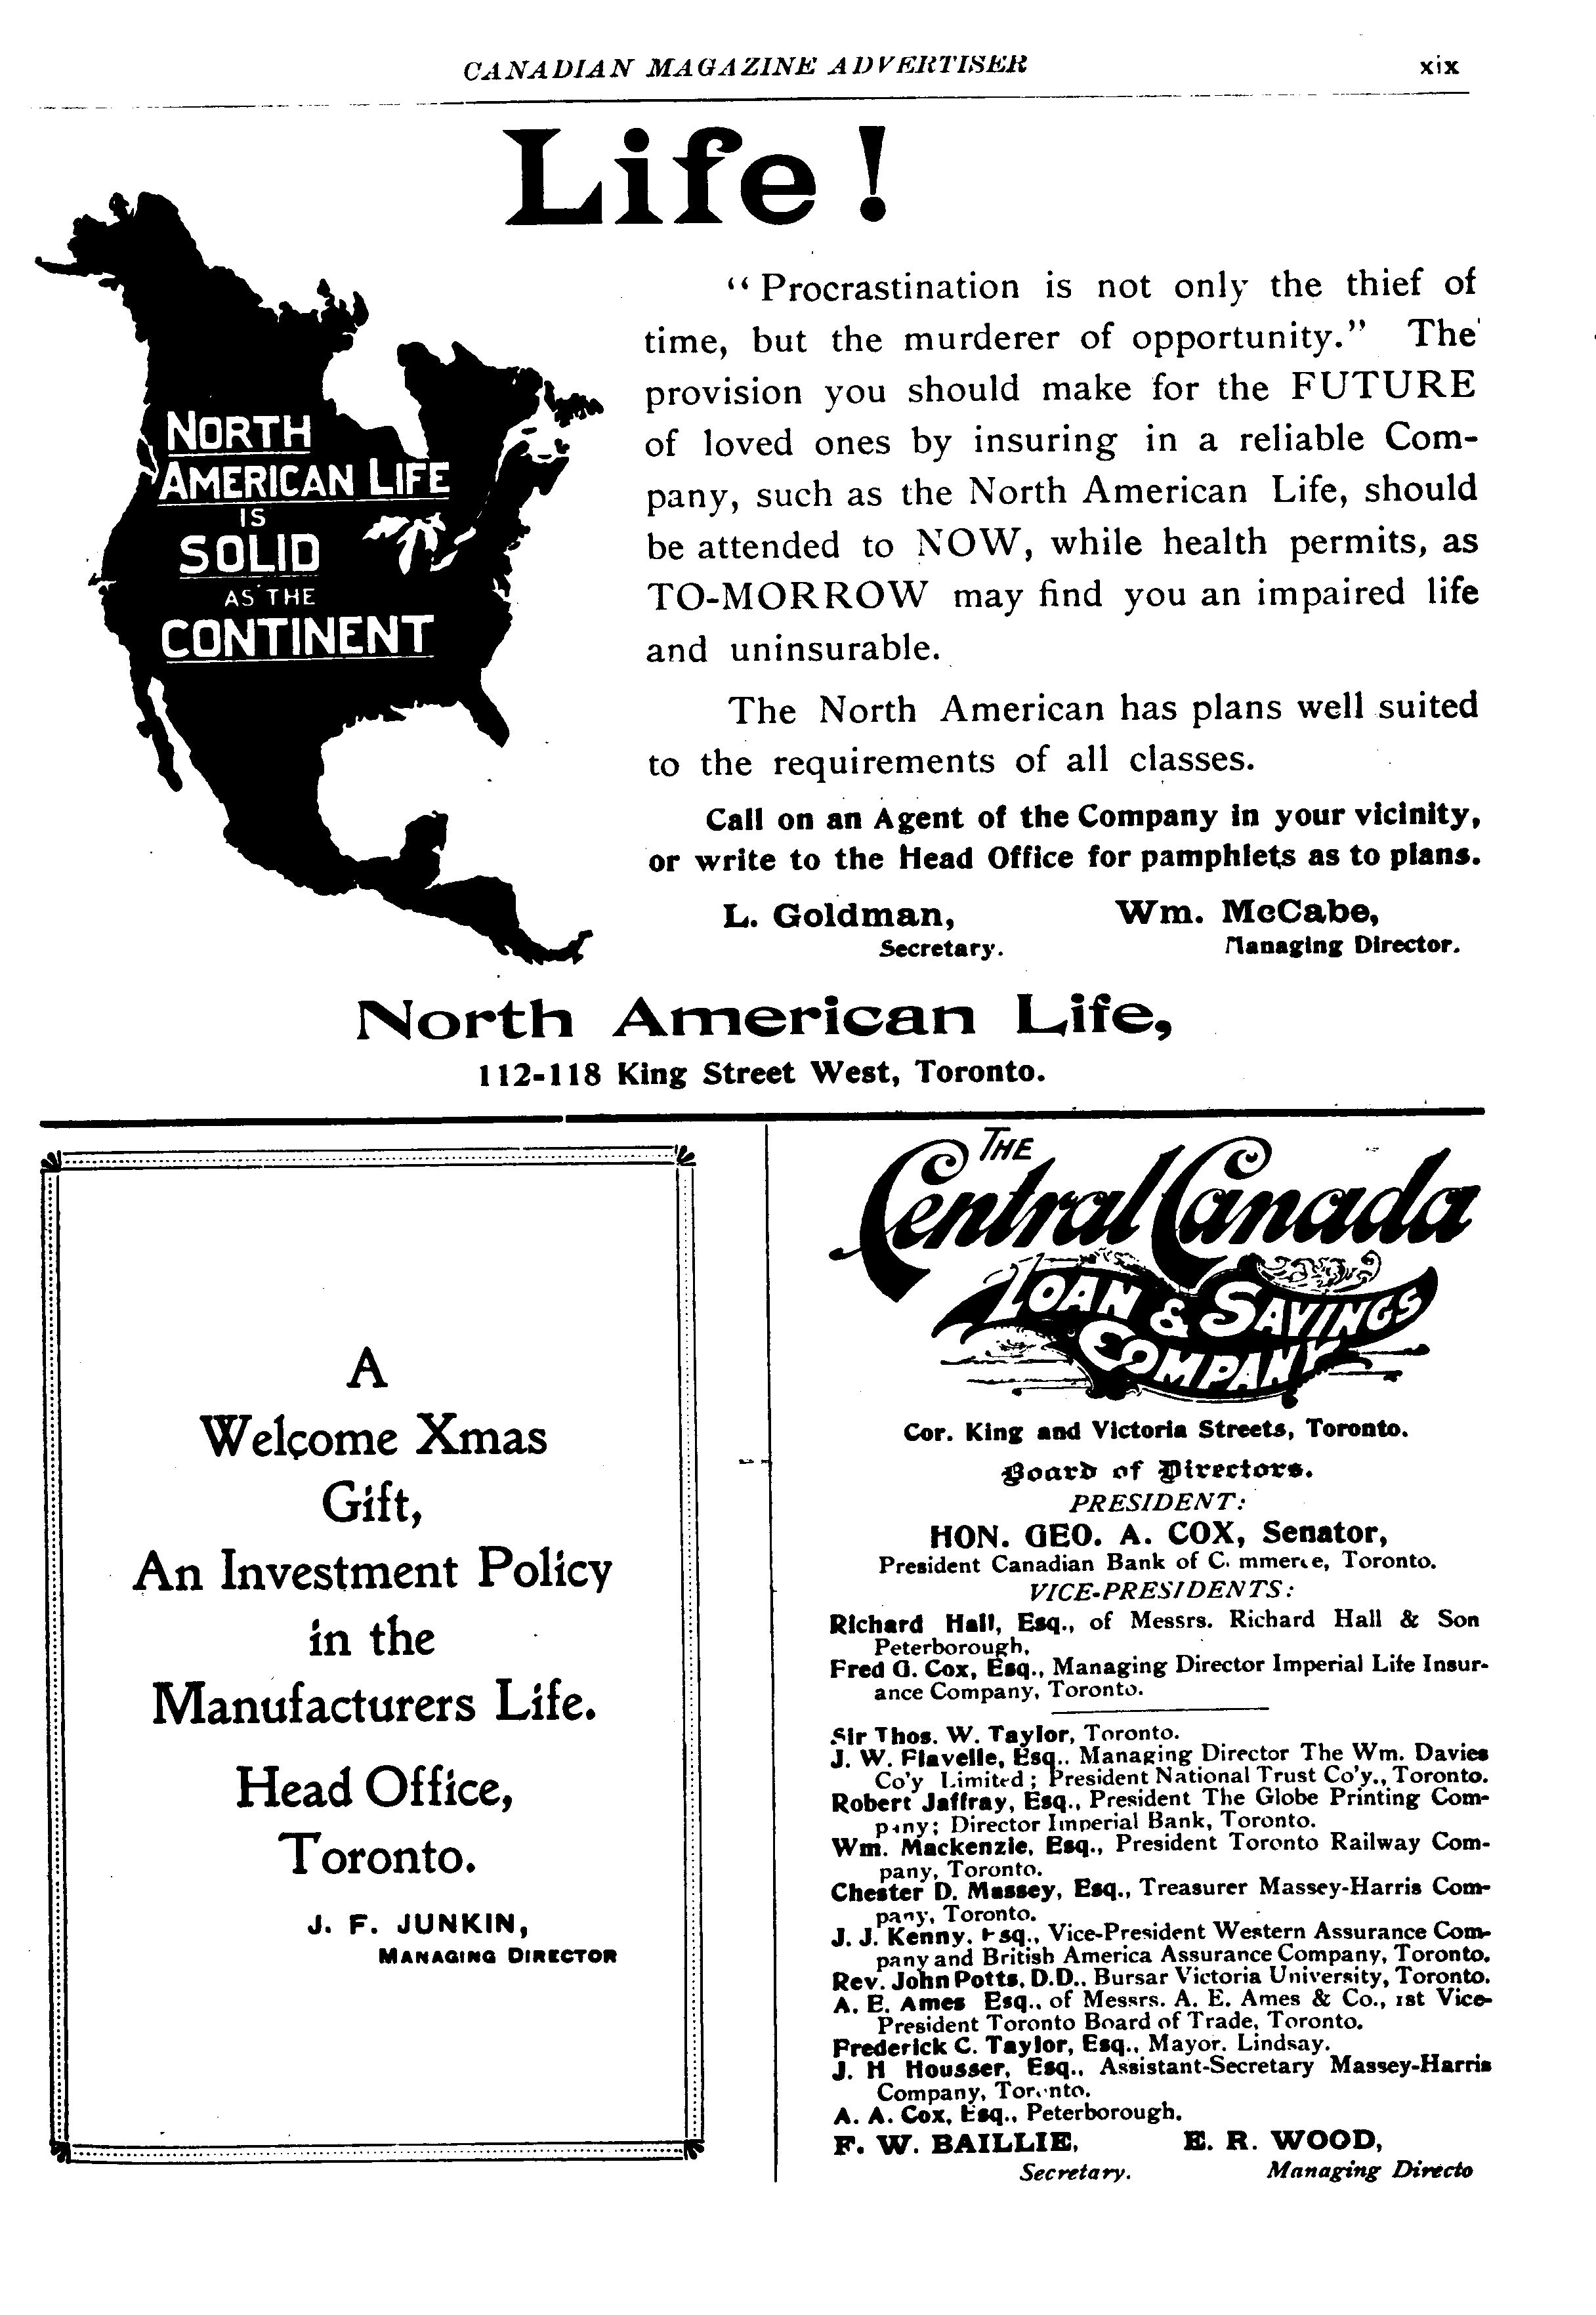 CANADIAN MAGAZINE ADVERTISER xix
Life!
NORTH
AMERICAN LIFE
IS
SOLID
AS THE
CONTINENT
“ Procrastination is not only the thief of
time, but the murderer of opportunity.” The
provision you should make for the FUTURE
of loved ones by insuring in a reliable Com-
pany, such as the North American Life, should
be attended to NOW, while health permits, as
TO-MORROW may find you an impaired life
and uninsurable.
The North American has plans well suited
to the requirements of all classes.
Call on an Agent of the Company in your vicinity,
or write to the Head Office for pamphlets as to plans.
L. Goldman, Wm. McCabe,
Secretary. Managing Director.
North American Life,
112-118 King Street West, Toronto.
A
Welcome Xmas
Gift,
An Investment Policy
in the
Manufacturers Life.
Head Office,
Toronto.
J. F. JUNKIN,
MANAGING DIRECTOR
THE
Central Canada
LOAN & SAVINGS
COMPANY
Cor. King and Victoria Streets, Toronto.
Board of Directors.
PRESIDENT:
HON. GEO. A. COX, Senator,
President Canadian Bank of C. mmerce, Toronto.
VICE-PRESIDENTS:
Richard Hall, Esq., of Messrs. Richard Hall & Son
Peterborough,
Fred G. Cox, Esq., Managing Director Imperial Life Insur-
ance Company, Toronto.
Sir Thos. W. Taylor, Toronto.
J. W. Flavelle, Esq., Managing Director The Wm. Davies
Co'y Limited; President National Trust Co'y., Toronto.
Robert Jaffray, Esq., President The Globe Printing Com-
pany; Director Imperial Bank, Toronto.
Wm. Mackenzie, Esq., President Toronto Railway Com-
pany, Toronto.
Chester D. Massey, Esq., Treasurer Massey-Harris Com-
pany, Toronto.
J. J. Kenny, Esq., Vice-President Western Assurance Com-
pany and British America Assurance Company, Toronto.
Rev. John Potts, D.D., Bursar Victoria University, Toronto.
A. E. Ames Esq., of Messrs. A. E. Ames & Co., 1st Vice-
President Toronto Board of Trade, Toronto.
Frederick C. Taylor, Esq., Mayor, Lindsay.
J. H Housser, Esq., Assistant-Secretary Massey-Harris
Company, Toronto.
A. A. Cox, Esq., Peterborough.
F. W. BAILLIE, E. R. WOOD,
Secretary. Managing Directo